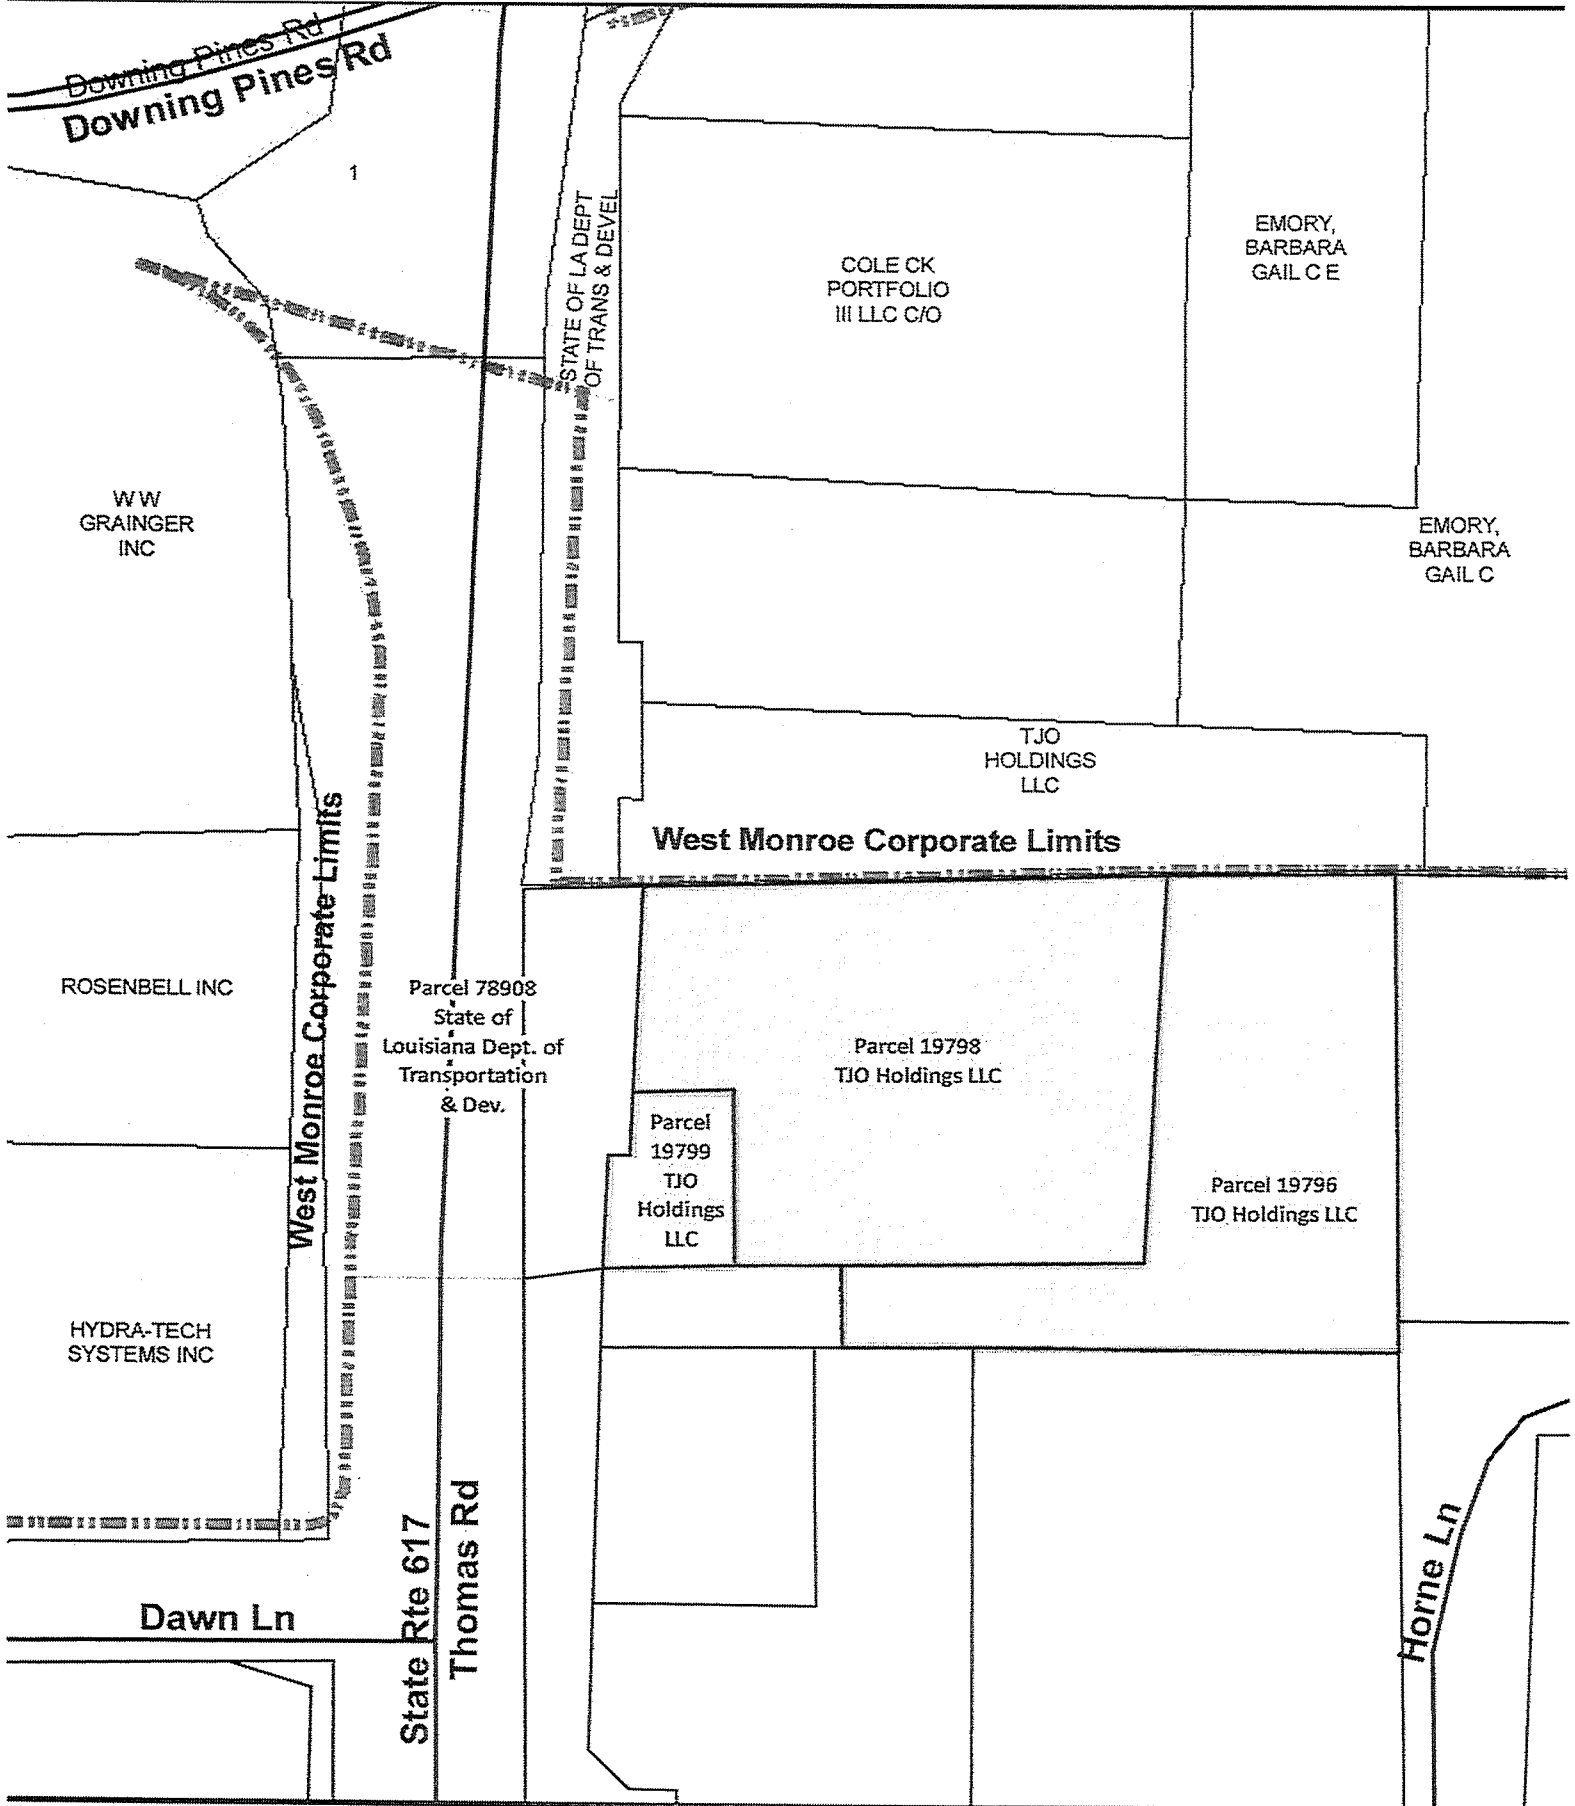 Downing Pines Rd
Downing Pines Rd
1
STATE OF LA DEPT
OF TRANS & DEVEL
COLE CK
PORTFOLIO
III LLC C/O
EMORY,
BARBARA
GAIL C E
W W
GRAINGER
INC
EMORY,
BARBARA
GAIL C
TJO
HOLDINGS
LLC
West Monroe Corporate Limits
West Monroe Corporate Limits
ROSENBELL INC
Parcel 78908
State of
Louisiana Dept. of
Transportation
& Dev.
Parcel 19798
TJO Holdings LLC
Parcel
19799
TJO
Holdings
LLC
Parcel 19796
TJO Holdings LLC
HYDRA-TECH
SYSTEMS INC
State Rte 617
Thomas Rd
Dawn Ln
Horne Ln